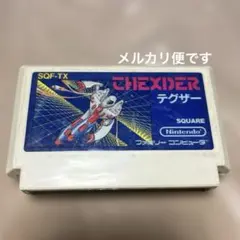 メルカリ便です
SQF-TX
THEXDER
テグザー
SQUARE
Nintendo
ファミリー コンピュータ